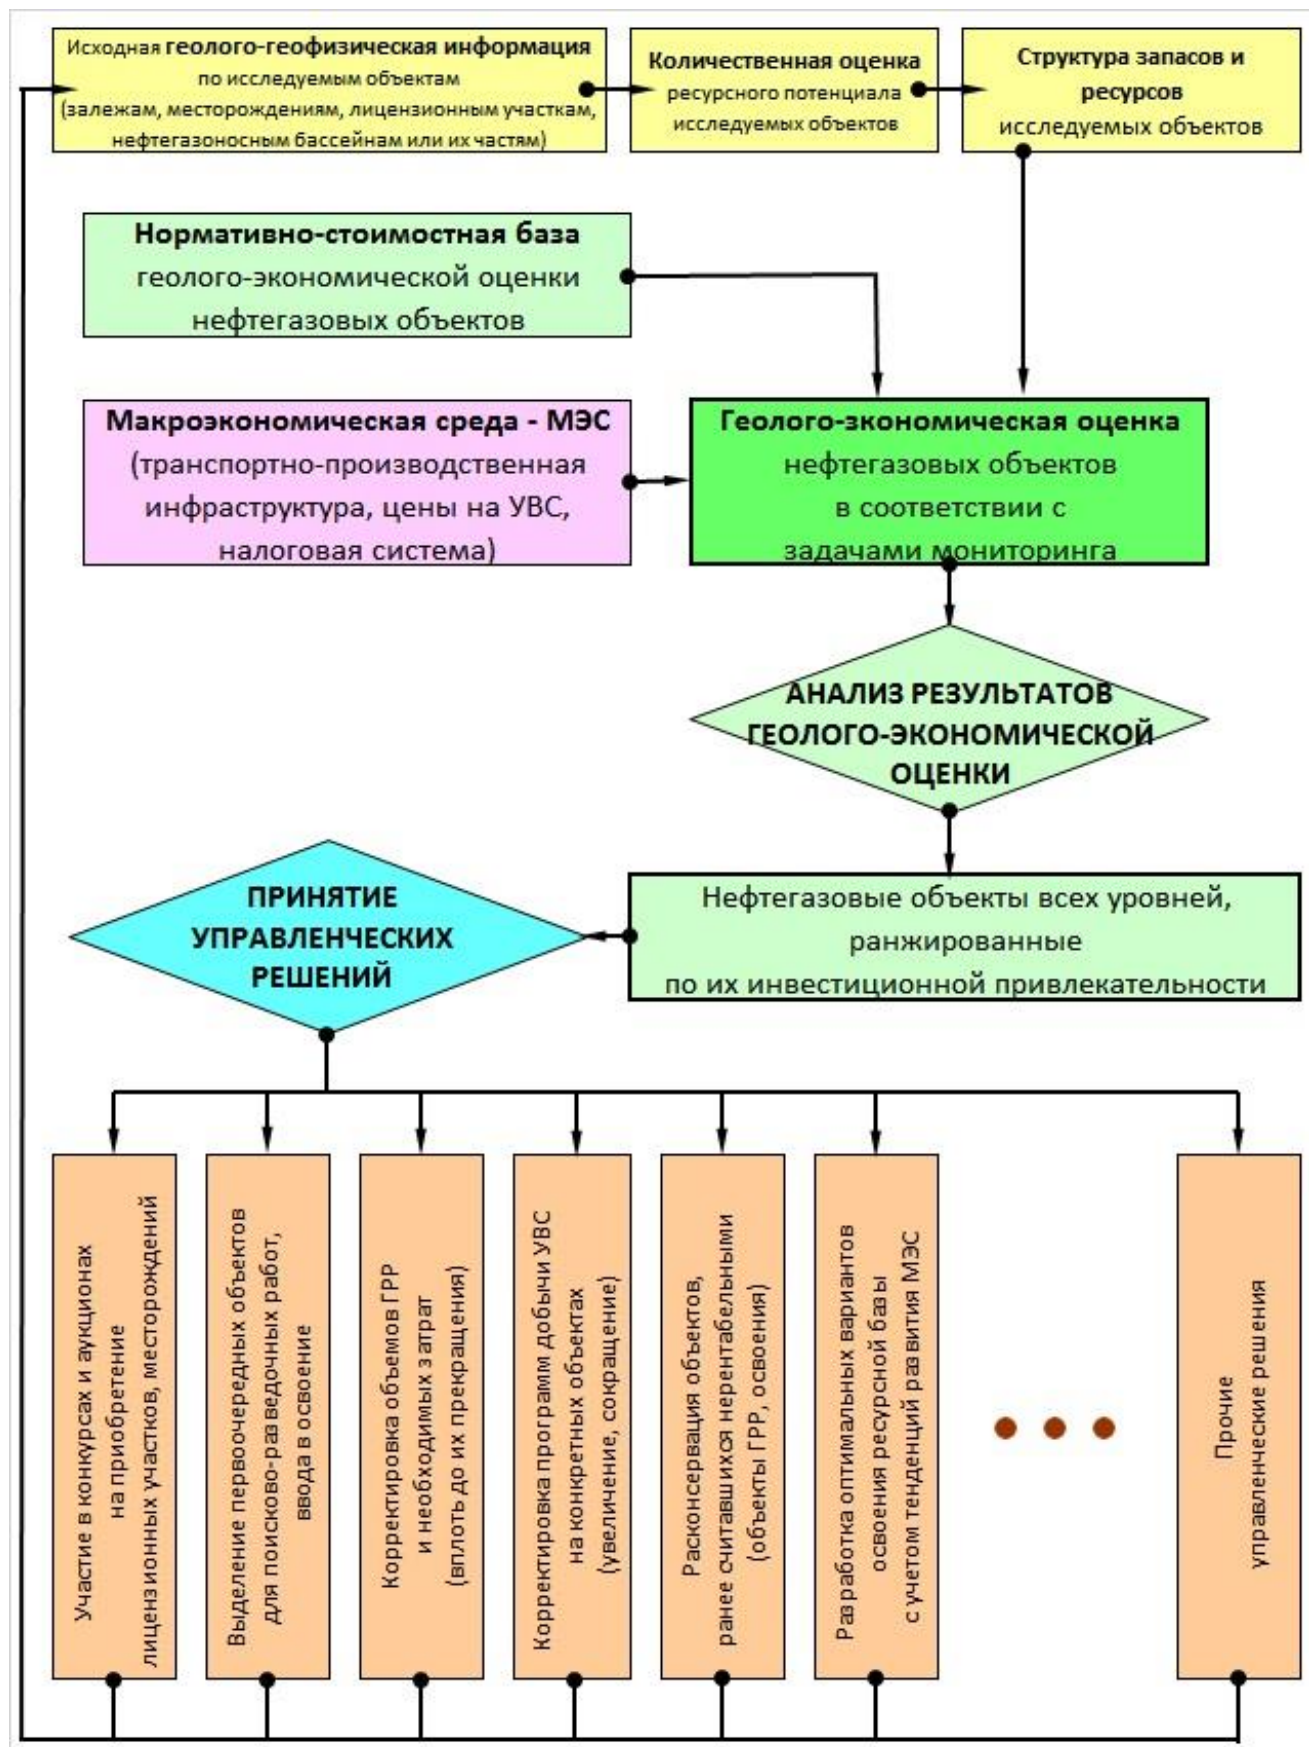 Исходная геолого-геофизическая информация
по исследуемым объектам
(залежам, месторождениям, лицензионным участкам,
нефтегазоносным бассейнам или их частям)
Количественная оценка
ресурсного потенциала
исследуемых объектов
Структура запасов и
ресурсов
исследуемых объектов
Нормативно-стоимостная база
геолого-экономической оценки
нефтегазовых объектов
Макроэкономическая среда - МЭС
(транспортно-производственная
инфраструктура, цены на УВС,
налоговая система)
Геолого-зкономическая оценка
нефтегазовых объектов
в соответствии с
задачами мониторинга
АНАЛИЗ РЕЗУЛЬТАТОВ
ГЕОЛОГО-ЭКОНОМИЧЕСКОЙ
ОЦЕНКИ
Нефтегазовые объекты всех уровней,
ранжированные
по их инвестиционной привлекательности
ПРИНЯТИЕ
УПРАВЛЕНЧЕСКИХ
РЕШЕНИЙ
Участие в конкурсах и аукционах
на приобретение
лицензионных участков, месторождений
Выделение первоочередных объектов
для поисково-разведочных работ,
ввода в освоение
Корректировка объемов ГРР
и необходимых затрат
(вплоть до их прекращения)
Корректировка программ добычи УВС
на конкретных объектах
(увеличение, сокращение)
Расконсервация объектов,
ранее считавшихся нерентабельными
(объекты ГРР, освоения)
Разработка оптимальных вариантов
освоения ресурсной базы
с учетом тенденций развития МЭС
Прочие
управленческие решения